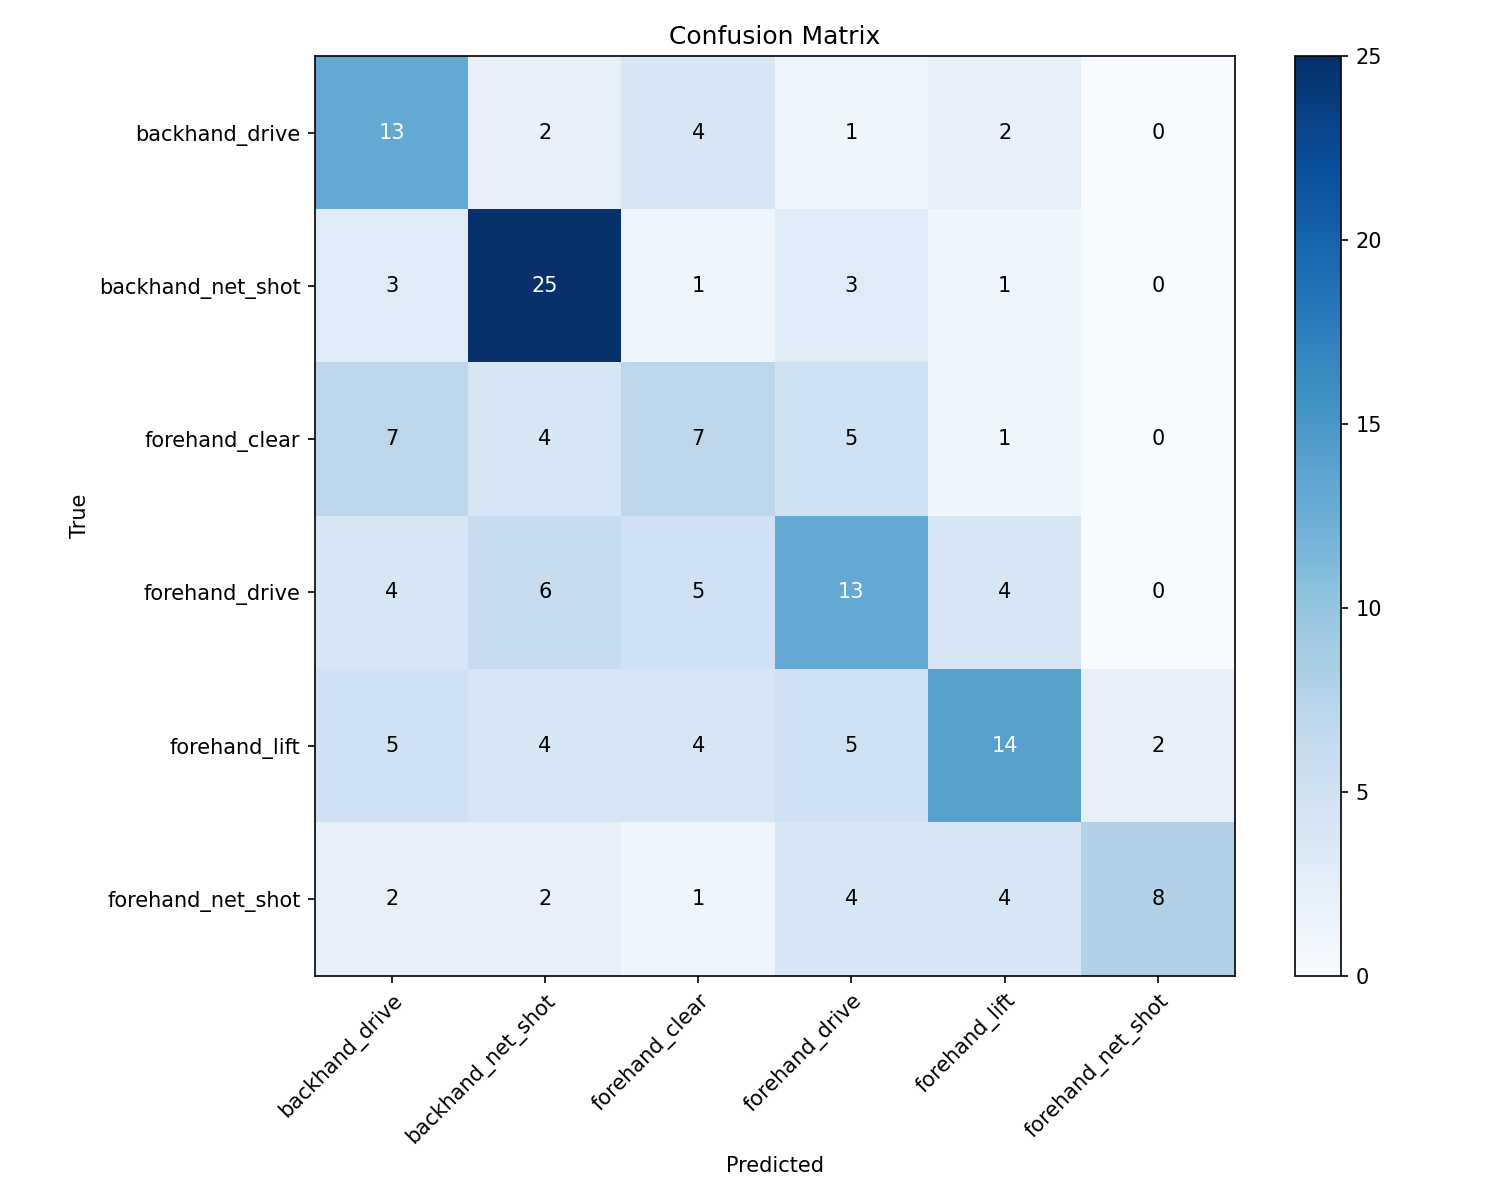 Confusion Matrix
backhand_drive 13 2 4 1 2 0
backhand_net_shot 3 25 1 3 1 0
forehand_clear 7 4 7 5 1 0
forehand_drive 4 6 5 13 4 0
forehand_lift 5 4 4 5 14 2
forehand_net_shot 2 2 1 4 4 8
True
backhand_drive backhand_net_shot forehand_clear forehand_drive forehand_lift forehand_net_shot
Predicted
25
20
15
10
5
0